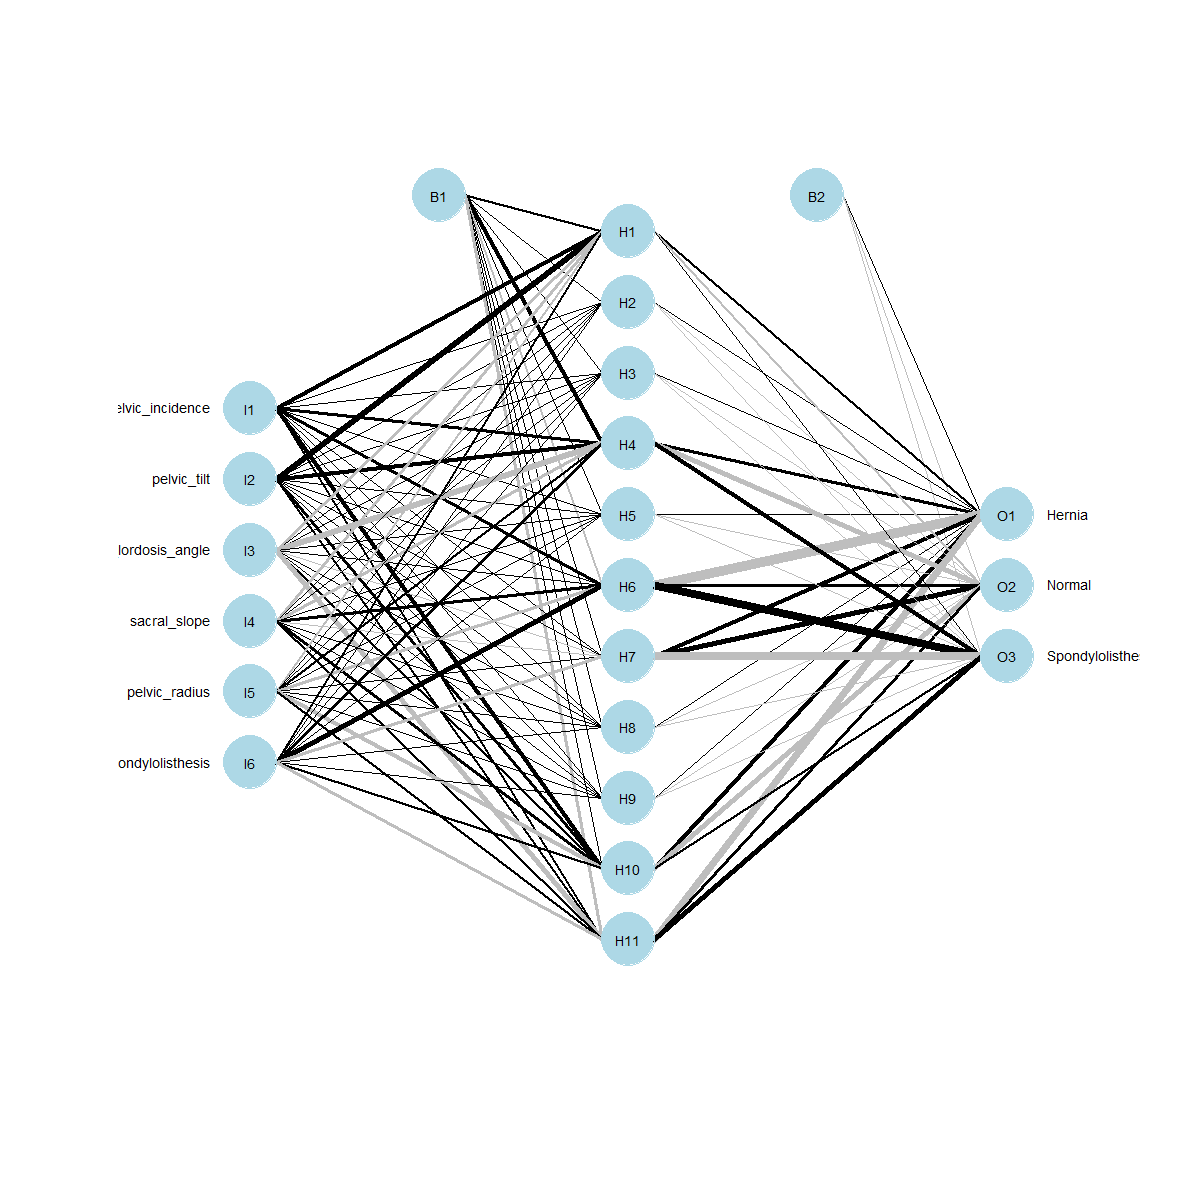 B1
B2
H1
H2
H3
H4
H5
H6
H7
H8
H9
H10
H11
elvic_incidence I1
pelvic_tilt I2
lordosis_angle I3
sacral_slope I4
pelvic_radius I5
ondylolisthesis I6
O1 Hernia
O2 Normal
O3 Spondylolisthe